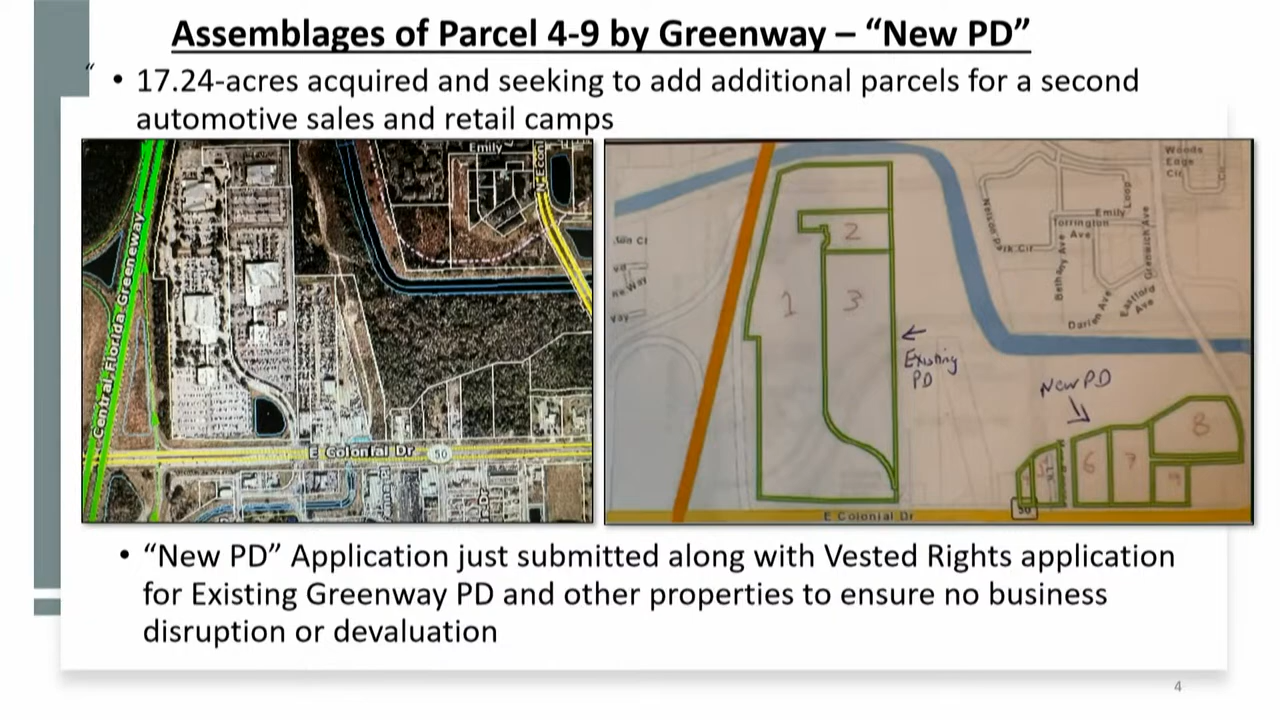 Assemblages of Parcel 4-9 by Greenway – “New PD”
“
• 17.24-acres acquired and seeking to add additional parcels for a second
automotive sales and retail camps
Emily
N Econ
Central Florida Greenway
E Colonial Dr
50
Woods
Edge
Cir
Emily
Loop
Torrington
Ave
Bethany Ave
Greenwich Ave
Eastford
Ave
Darien Ave
1
2
3
← Existing
PD
New PD
6
7
8
50
E Colonial Dr
• “New PD” Application just submitted along with Vested Rights application
for Existing Greenway PD and other properties to ensure no business
disruption or devaluation
4